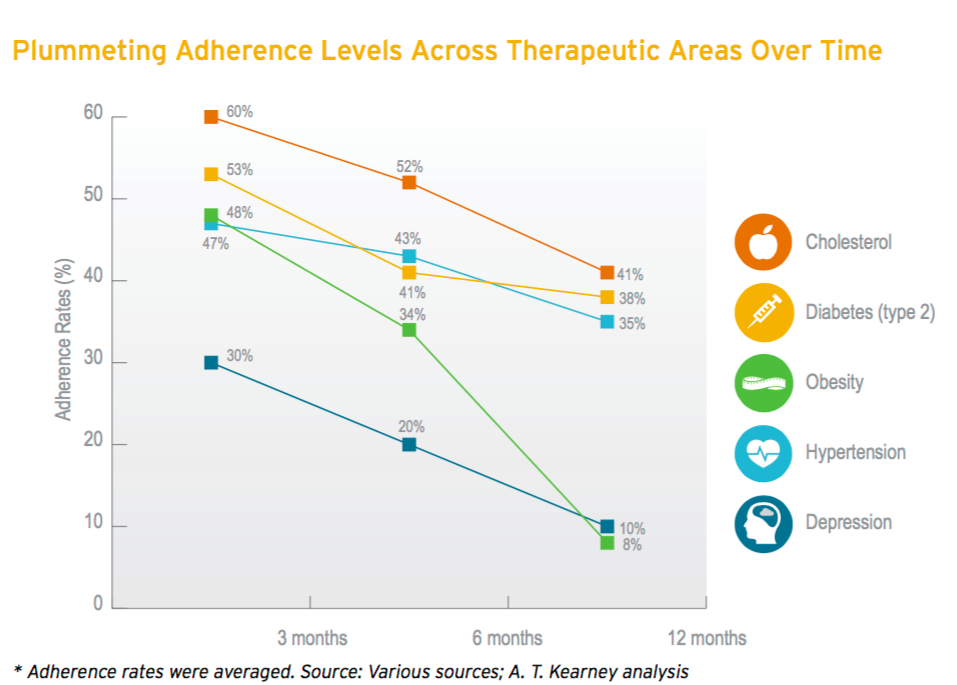 Plummeting Adherence Levels Across Therapeutic Areas Over Time
Adherence Rates (%)
60
50
40
30
20
10
0
60%
53%
48%
47%
30%
52%
43%
41%
34%
20%
41%
38%
35%
10%
8%
3 months
6 months
12 months
Cholesterol
Diabetes (type 2)
Obesity
Hypertension
Depression
* Adherence rates were averaged. Source: Various sources; A. T. Kearney analysis